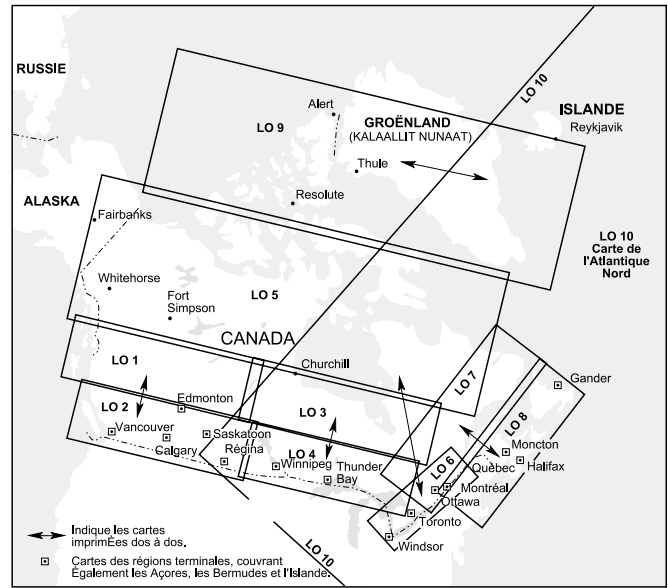 RUSSIE
LO 10
Alert
GROËNLAND
(KALAALLIT NUNAAT)
ISLANDE
Reykjavik
LO 9
Thule
Resolute
ALASKA
Fairbanks
LO 10
Carte de
l'Atlantique
Nord
Whitehorse
Fort
Simpson
LO 5
CANADA
LO 1
Churchill
LO 7
Gander
Edmonton
LO 2
LO 3
LO 8
Vancouver
Saskatoon
Calgary
Régina
LO 4
Winnipeg
Thunder
Bay
LO 6
Québec
Moncton
Halifax
Montréal
Ottawa
Toronto
Windsor
LO 10
Indique les cartes
imprimÈes dos à dos.
Cartes des régions terminales, couvrant
Également les Açores, les Bermudes et l'Islande.